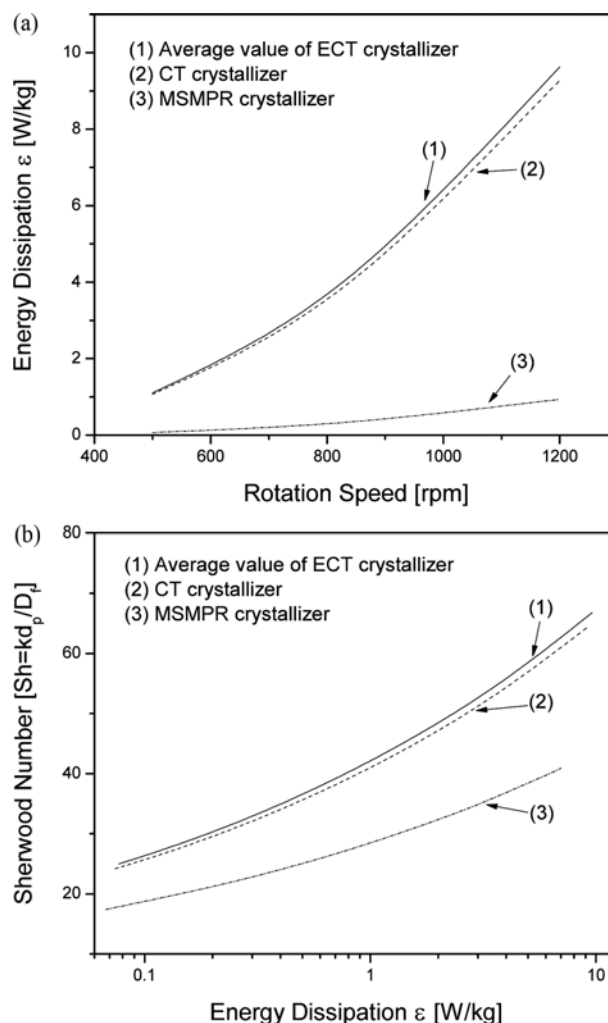 (a)
(1) Average value of ECT crystallizer
(2) CT crystallizer
(3) MSMPR crystallizer
Energy Dissipation ε [W/kg]
10
8
6
4
2
0
(1)
(2)
(3)
400 600 800 1000 1200
Rotation Speed [rpm]
(b)
(1) Average value of ECT crystallizer
(2) CT crystallizer
(3) MSMPR crystallizer
Sherwood Number [Sh=kd_p/D_f]
80
60
40
20
(1)
(2)
(3)
0.1 1 10
Energy Dissipation ε [W/kg]